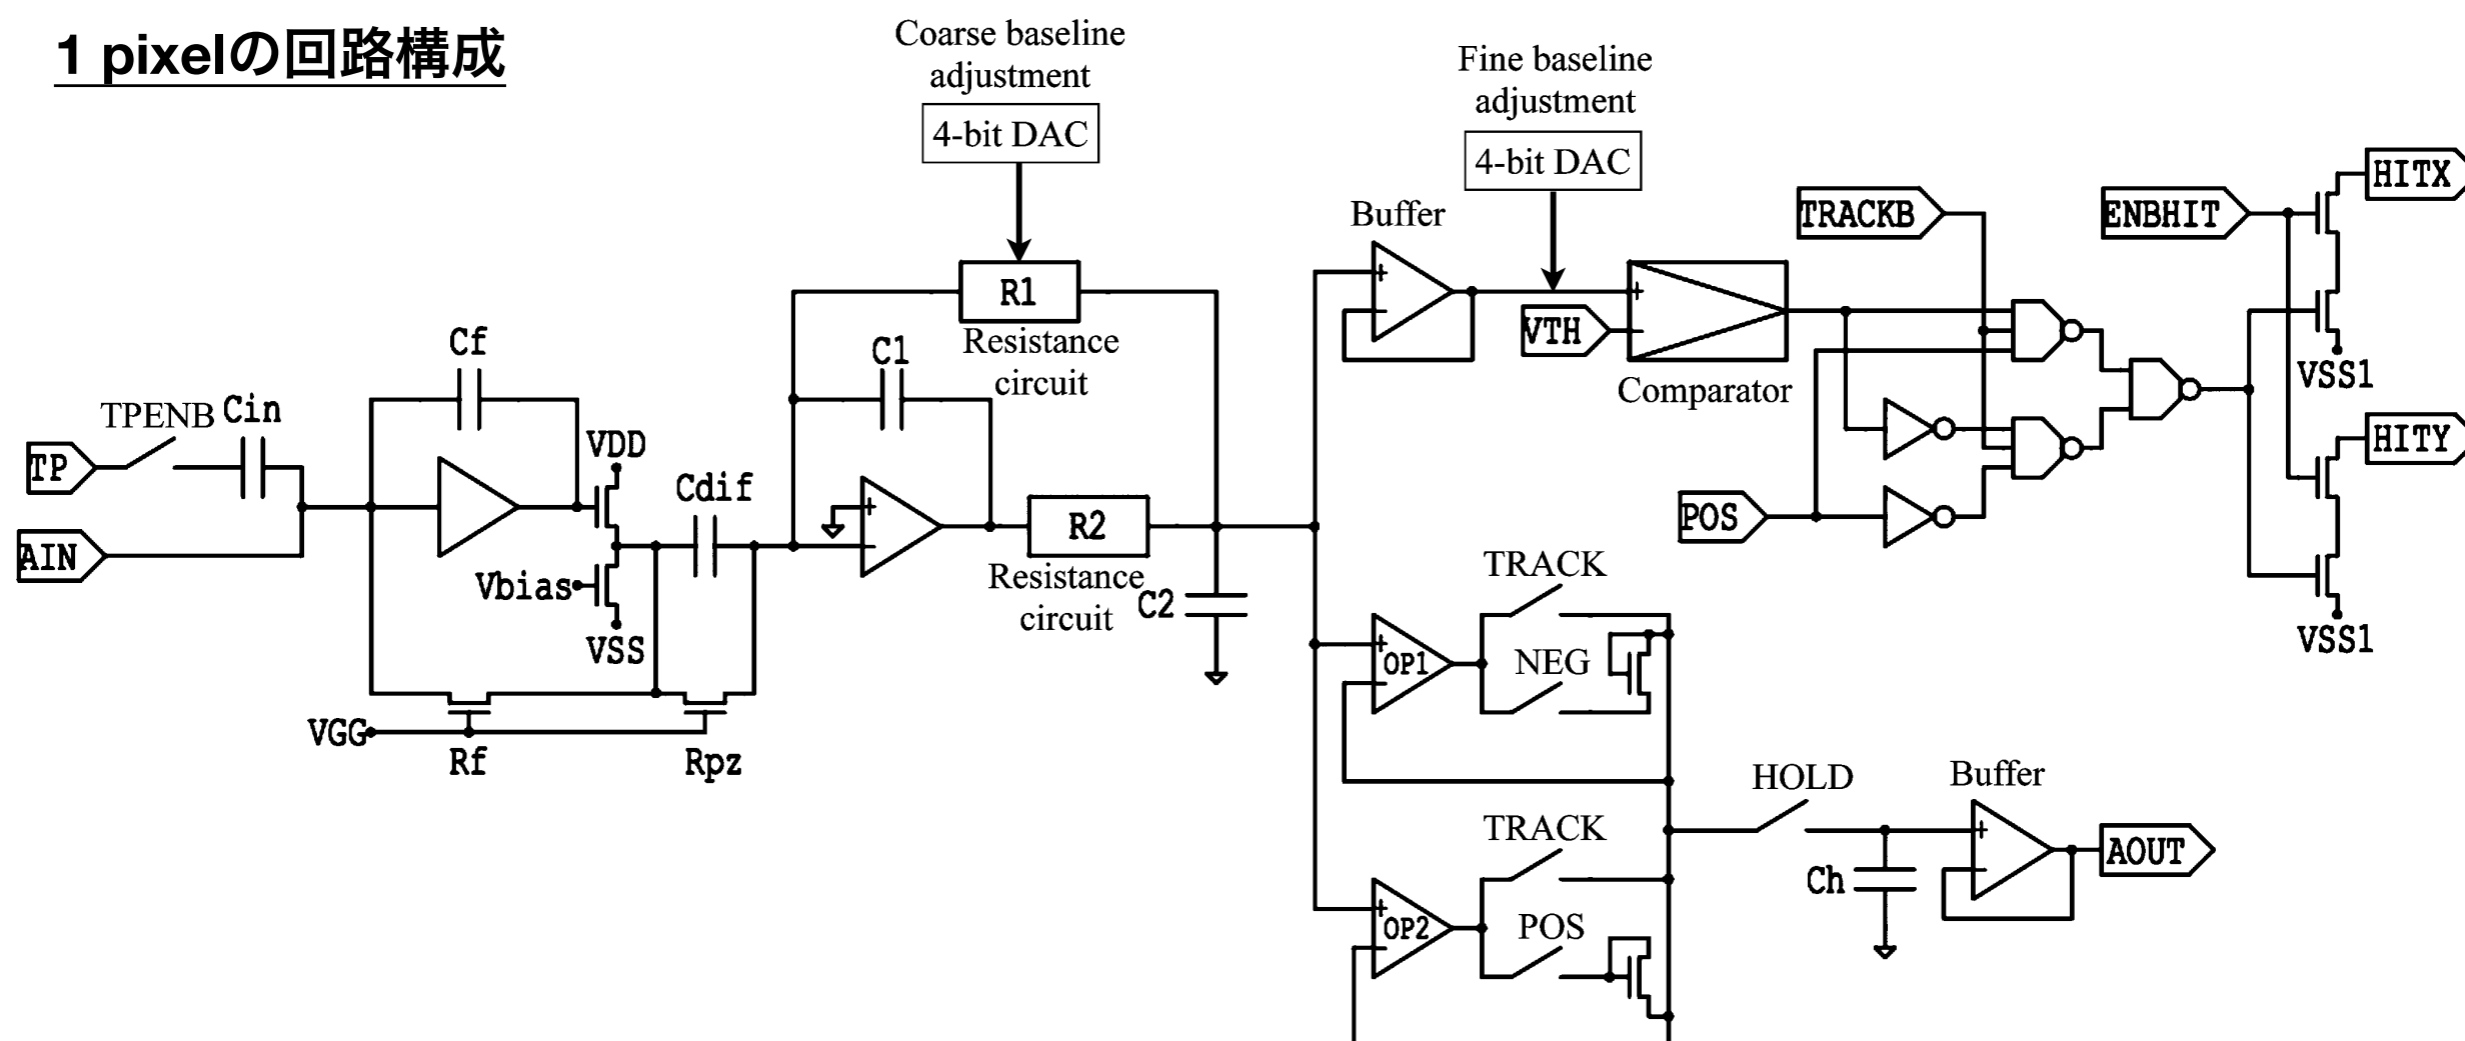 1 pixelの回路構成
Coarse baseline
adjustment
4-bit DAC
Fine baseline
adjustment
4-bit DAC
Buffer
TRACKB
ENBHIT
HITX
R1
Resistance
circuit
VTH
Comparator
VSS1
Cf
C1
TPENB
Cin
TP
AIN
VDD
Cdif
Vbias
VSS
R2
Resistance
circuit
C2
POS
HITY
VSS1
TRACK
OP1
NEG
VGG
Rf
Rpz
HOLD
Buffer
TRACK
Ch
AOUT
OP2
POS